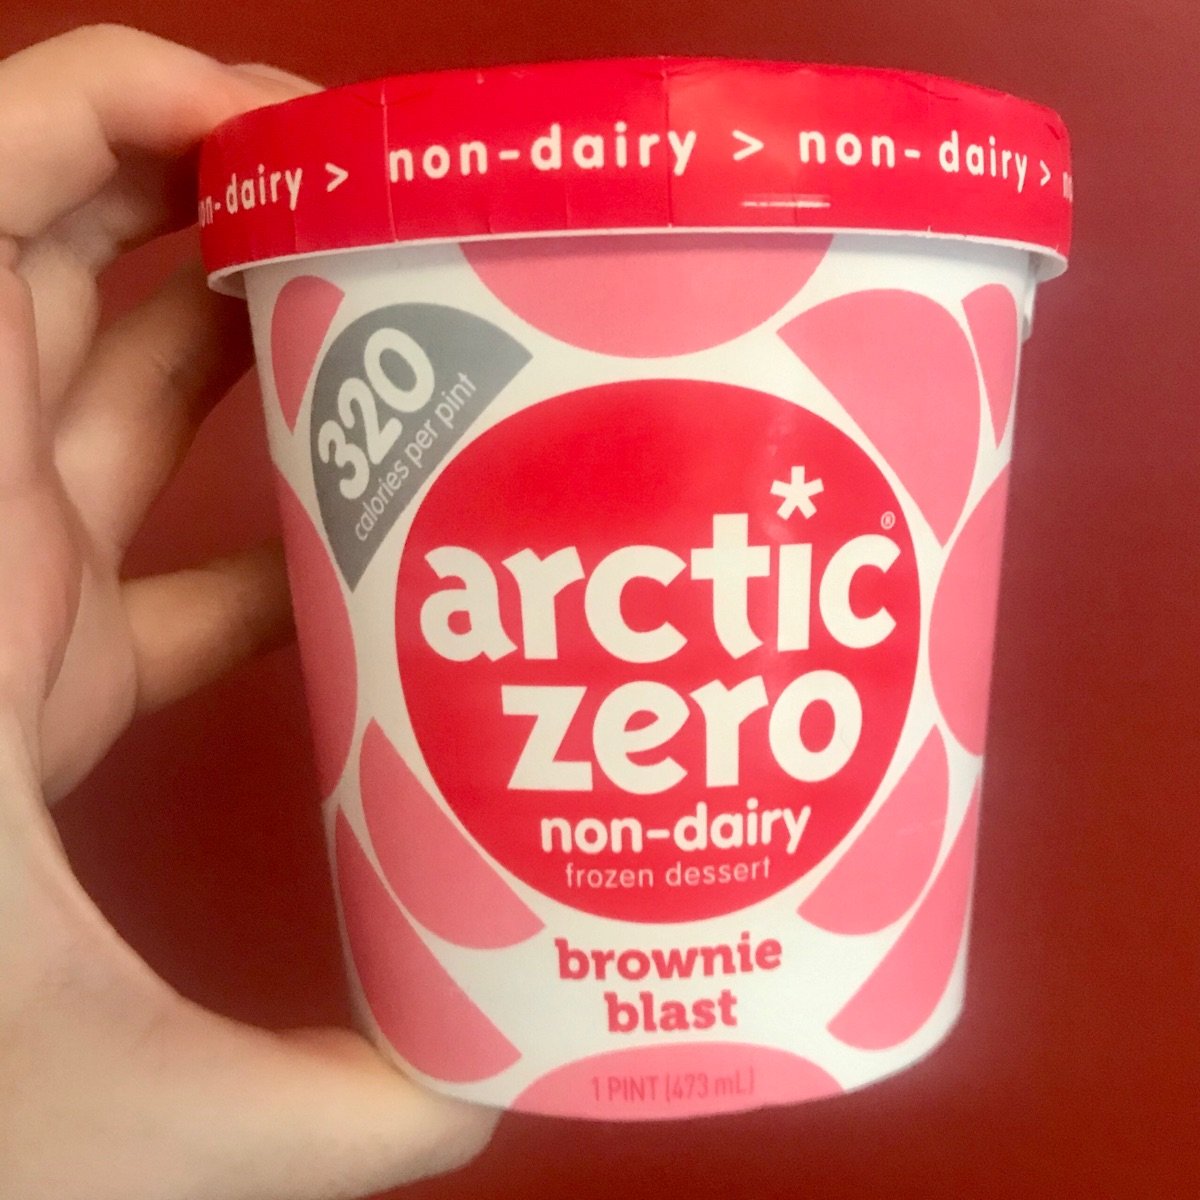 on-dairy > non-dairy > non-dairy >
320
calories per pint
arctic®
zero
non-dairy
frozen dessert
brownie
blast
1 PINT (473 mL)